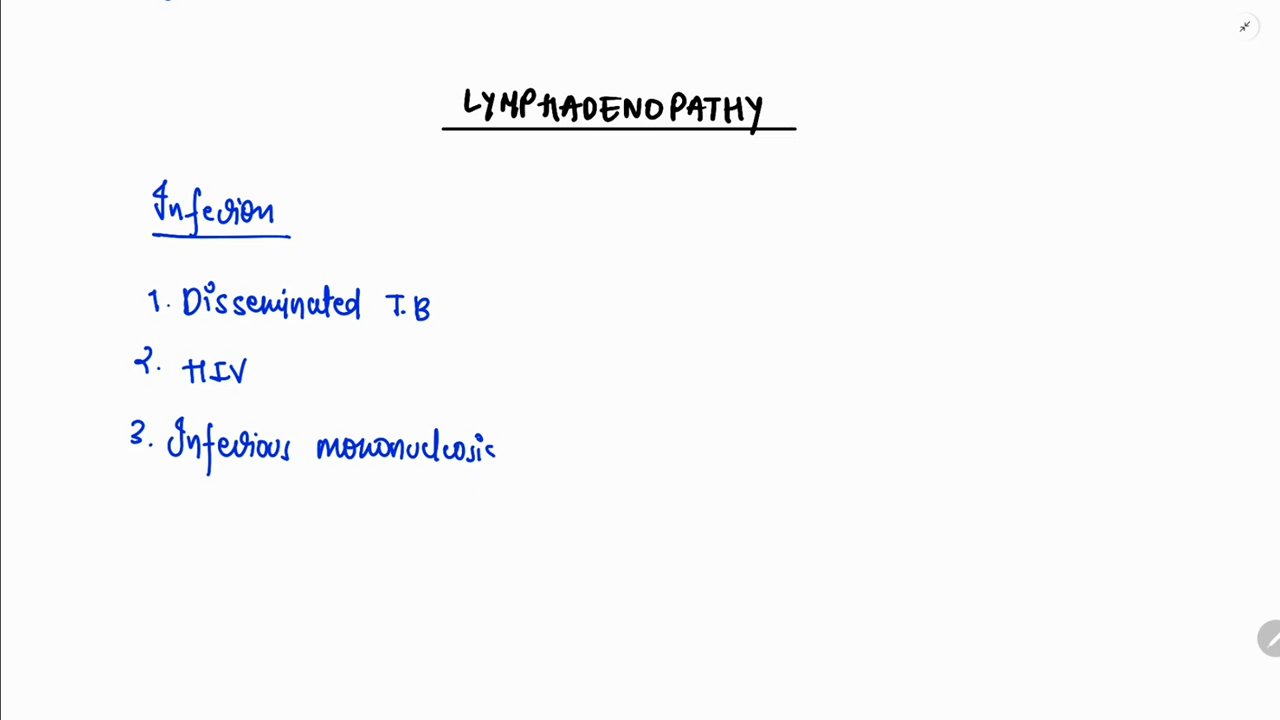 LYMPHADENOPATHY
Infection
1. Disseminated T.B
2. HIV
3. Infectious mononucleosis